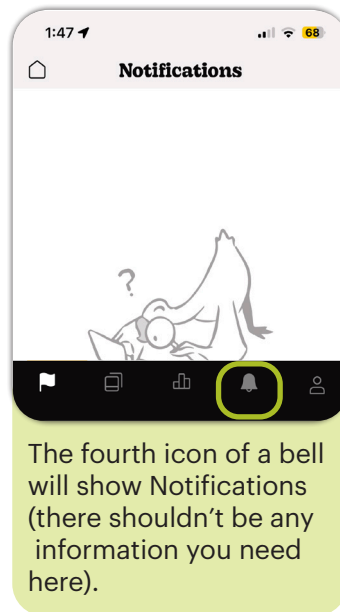 1:47
68
Notifications
?
The fourth icon of a bell
will show Notifications
(there shouldn’t be any
information you need
here).